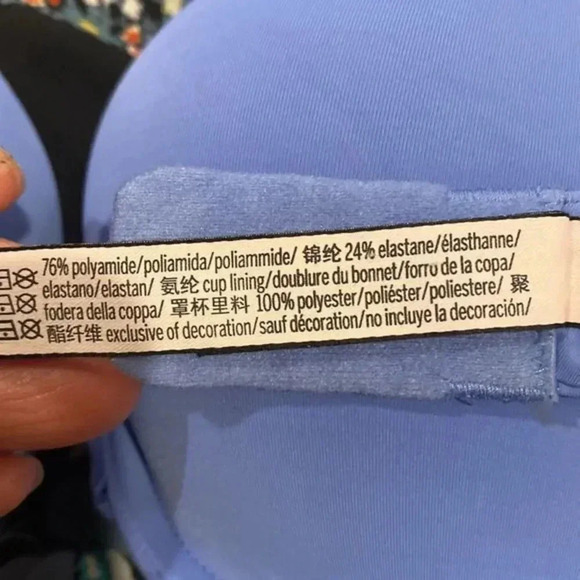 76% polyamide/poliamida/poliammide/ 锦纶 24% elastane/élasthanne/
elastano/elastan/ 氨纶 cup lining/doublure du bonnet/forro de la copa/
fodera della coppa/ 罩杯里料 100% polyester/poliéster/poliestere/ 聚
酯纤维 exclusive of decoration/sauf décoration/no incluye la decoración/